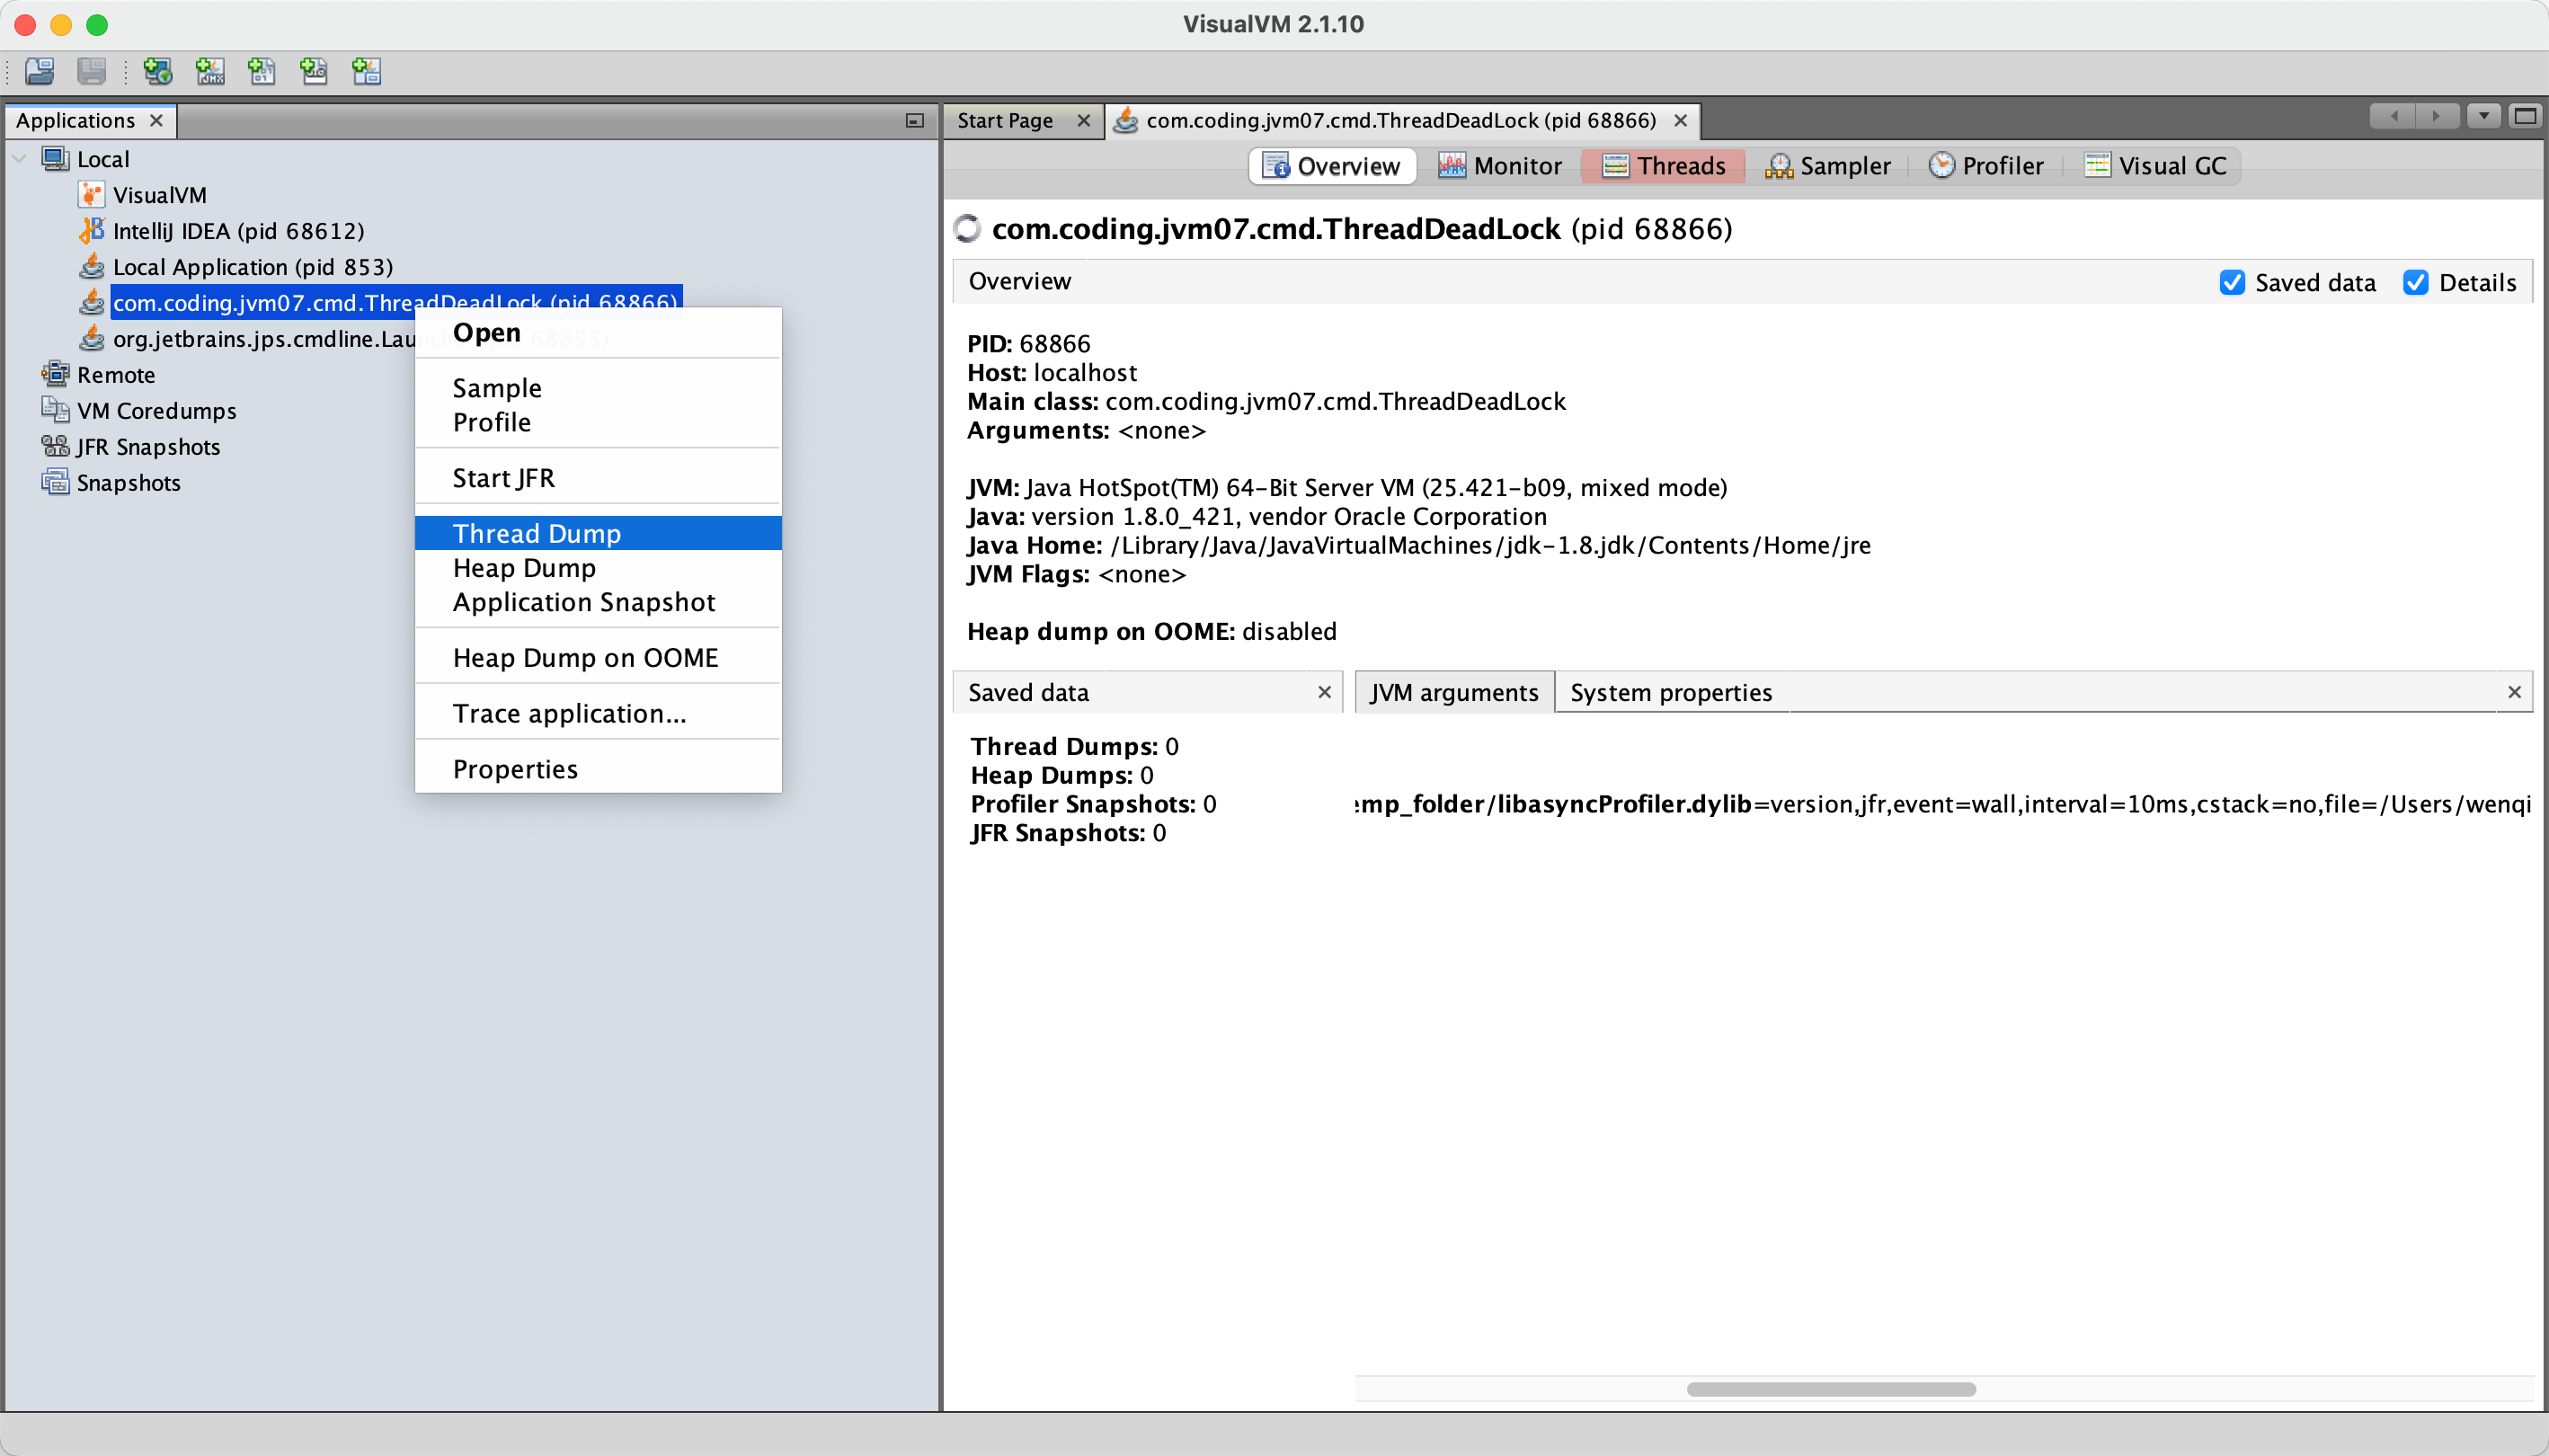 VisualVM 2.1.10
Applications
Start Page
com.coding.jvm07.cmd.ThreadDeadLock (pid 68866)
Local
VisualVM
IntelliJ IDEA (pid 68612)
Local Application (pid 853)
com.coding.jvm07.cmd.ThreadDeadLock (pid 68866)
org.jetbrains.jps.cmdline.Launcher (pid 68853)
Remote
VM Coredumps
JFR Snapshots
Snapshots
Open
Sample
Profile
Start JFR
Thread Dump
Heap Dump
Application Snapshot
Heap Dump on OOME
Trace application...
Properties
Overview
Monitor
Threads
Sampler
Profiler
Visual GC
com.coding.jvm07.cmd.ThreadDeadLock (pid 68866)
Overview
Saved data
Details
PID: 68866
Host: localhost
Main class: com.coding.jvm07.cmd.ThreadDeadLock
Arguments: <none>
JVM: Java HotSpot(TM) 64-Bit Server VM (25.421-b09, mixed mode)
Java: version 1.8.0_421, vendor Oracle Corporation
Java Home: /Library/Java/JavaVirtualMachines/jdk-1.8.jdk/Contents/Home/jre
JVM Flags: <none>
Heap dump on OOME: disabled
Saved data
Thread Dumps: 0
Heap Dumps: 0
Profiler Snapshots: 0
JFR Snapshots: 0
JVM arguments
System properties
emp_folder/libasyncProfiler.dylib=version,jfr,event=wall,interval=10ms,cstack=no,file=/Users/wenqi